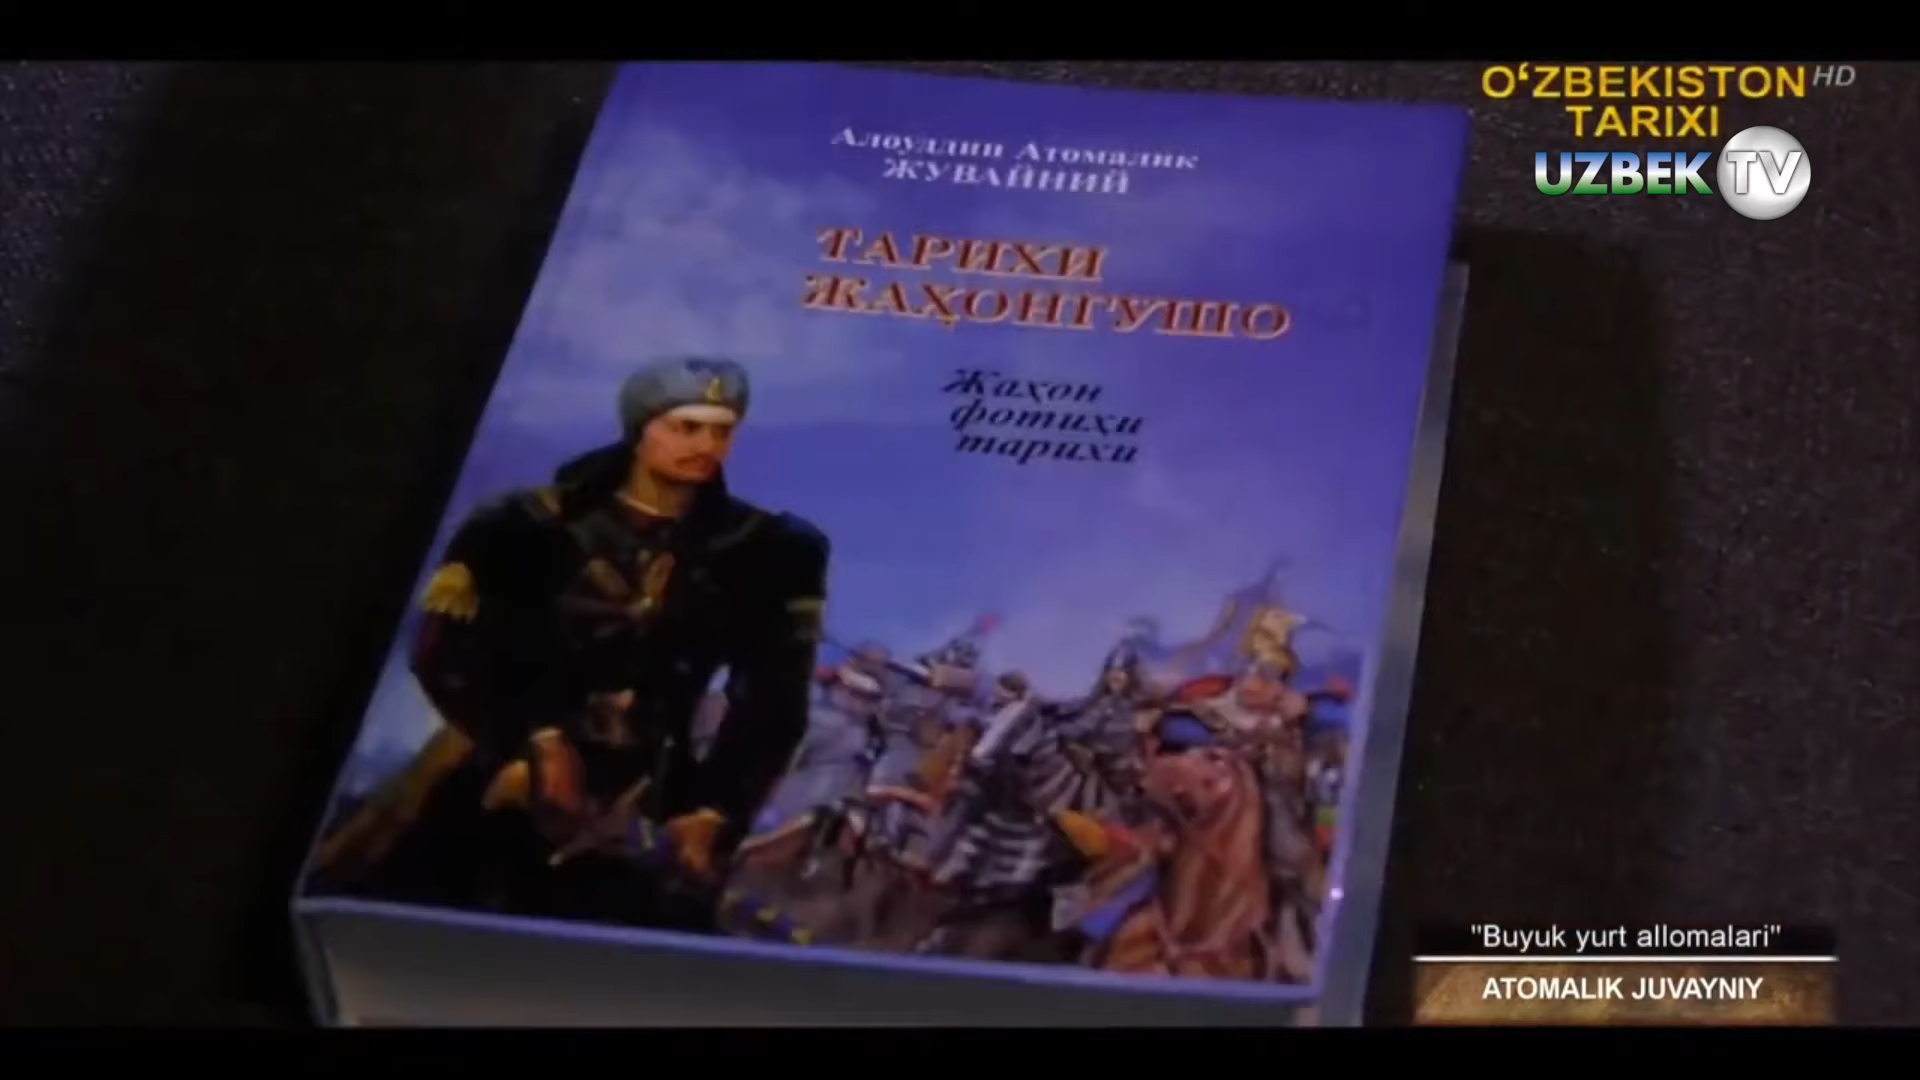 O‘ZBEKISTON HD
TARIXI
UZBEK TV
Алоуддин Атомалик
ЖУВАЙНИЙ
ТАРИХИ
ЖАҲОНГУШО
Жаҳон
фотиҳи
тарихи
"Buyuk yurt allomalari"
ATOMALIK JUVAYNIY